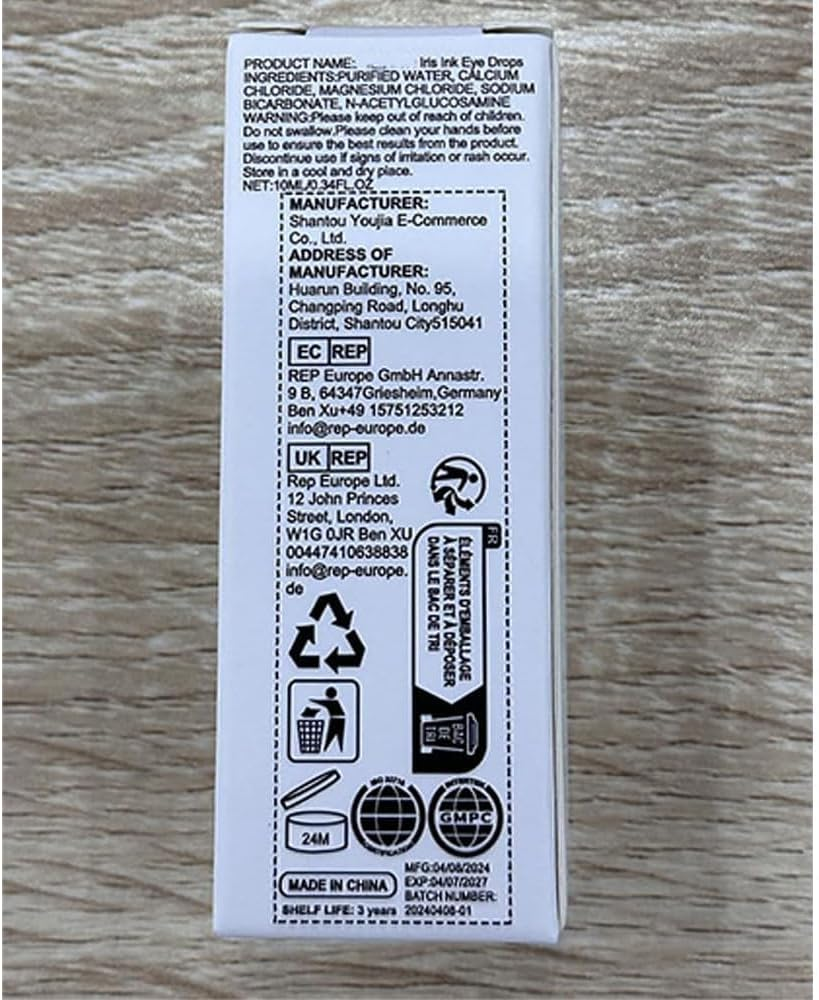 PRODUCT NAME: Iris Ink Eye Drops
INGREDIENTS:PURIFIED WATER, CALCIUM
CHLORIDE, MAGNESIUM CHLORIDE, SODIUM
BICARBONATE, N-ACETYLGLUCOSAMINE
WARNING:Please keep out of reach of children.
Do not swallow.Please clean your hands before
use to ensure the best results from the product.
Discontinue use if signs of irritation or rash occur.
Store in a cool and dry place.
NET:10ML/0.34FL.OZ
MANUFACTURER:
Shantou Youjia E-Commerce
Co., Ltd.
ADDRESS OF
MANUFACTURER:
Huarun Building, No. 95,
Changping Road, Longhu
District, Shantou City515041
EC REP
REP Europe GmbH Annastr.
9 B, 64347Griesheim,Germany
Ben Xu+49 15751253212
info@rep-europe.de
UK REP
Rep Europe Ltd.
12 John Princes
Street, London,
W1G 0JR Ben XU
00447410638838
info@rep-europe.
de
FR
ÉLÉMENTS D'EMBALLAGE
À SÉPARER ET À DÉPOSER
DANS LE BAC DE TRI
BAC
DE
TRI
24M
ISO 22716
GMPC
MADE IN CHINA
SHELF LIFE: 3 years
MFG:04/08/2024
EXP:04/07/2027
BATCH NUMBER:
20240408-01